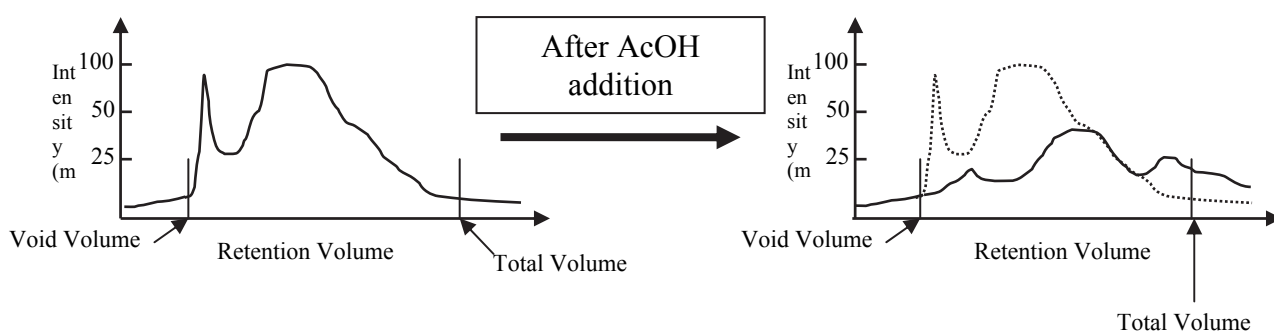 Int
en
sit
y
(m
100
50
25
Void Volume
Retention Volume
Total Volume
After AcOH
addition
Int
en
sit
y
(m
100
50
25
Void Volume
Retention Volume
Total Volume